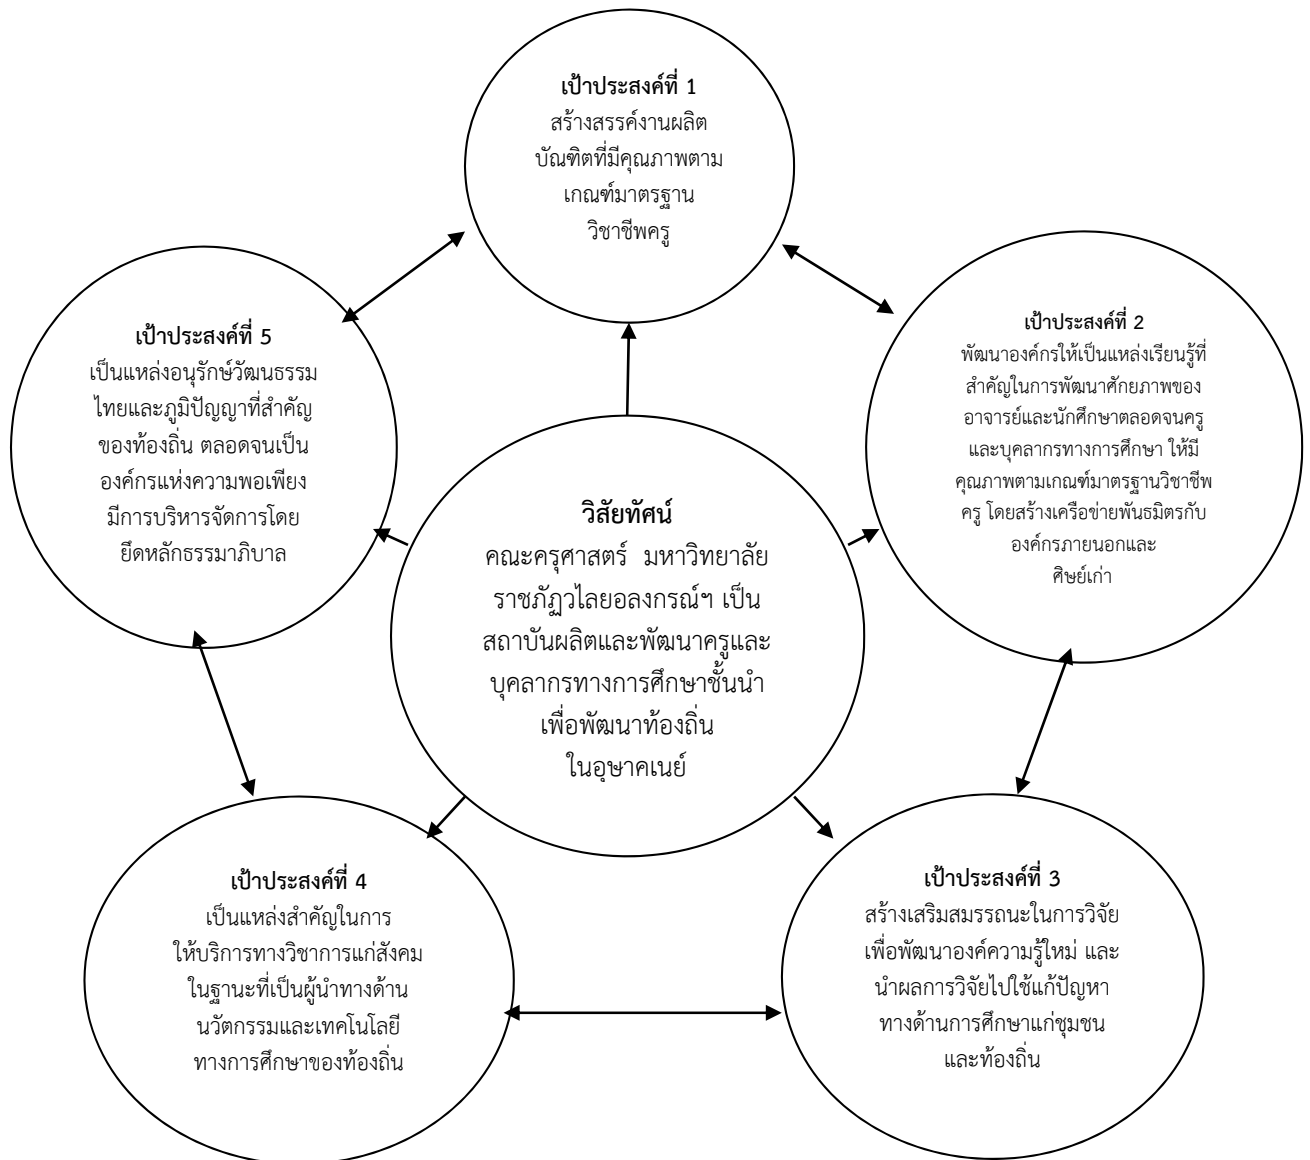 เป้าประสงค์ที่ 1
สร้างสรรค์งานผลิต
บัณฑิตที่มีคุณภาพตาม
เกณฑ์มาตรฐาน
วิชาชีพครู
เป้าประสงค์ที่ 5
เป็นแหล่งอนุรักษ์วัฒนธรรม
ไทยและภูมิปัญญาที่สำคัญ
ของท้องถิ่น ตลอดจนเป็น
องค์กรแห่งความพอเพียง
มีการบริหารจัดการโดย
ยึดหลักธรรมาภิบาล
เป้าประสงค์ที่ 2
พัฒนาองค์กรให้เป็นแหล่งเรียนรู้ที่
สำคัญในการพัฒนาศักยภาพของ
อาจารย์และนักศึกษาตลอดจนครู
และบุคลากรทางการศึกษา ให้มี
คุณภาพตามเกณฑ์มาตรฐานวิชาชีพ
ครู โดยสร้างเครือข่ายพันธมิตรกับ
องค์กรภายนอกและ
ศิษย์เก่า
วิสัยทัศน์
คณะครุศาสตร์ มหาวิทยาลัย
ราชภัฏวไลยอลงกรณ์ฯ เป็น
สถาบันผลิตและพัฒนาครูและ
บุคลากรทางการศึกษาชั้นนำ
เพื่อพัฒนาท้องถิ่น
ในอุษาคเนย์
เป้าประสงค์ที่ 4
เป็นแหล่งสำคัญในการ
ให้บริการทางวิชาการแก่สังคม
ในฐานะที่เป็นผู้นำทางด้าน
นวัตกรรมและเทคโนโลยี
ทางการศึกษาของท้องถิ่น
เป้าประสงค์ที่ 3
สร้างเสริมสมรรถนะในการวิจัย
เพื่อพัฒนาองค์ความรู้ใหม่ และ
นำผลการวิจัยไปใช้แก้ปัญหา
ทางด้านการศึกษาแก่ชุมชน
และท้องถิ่น